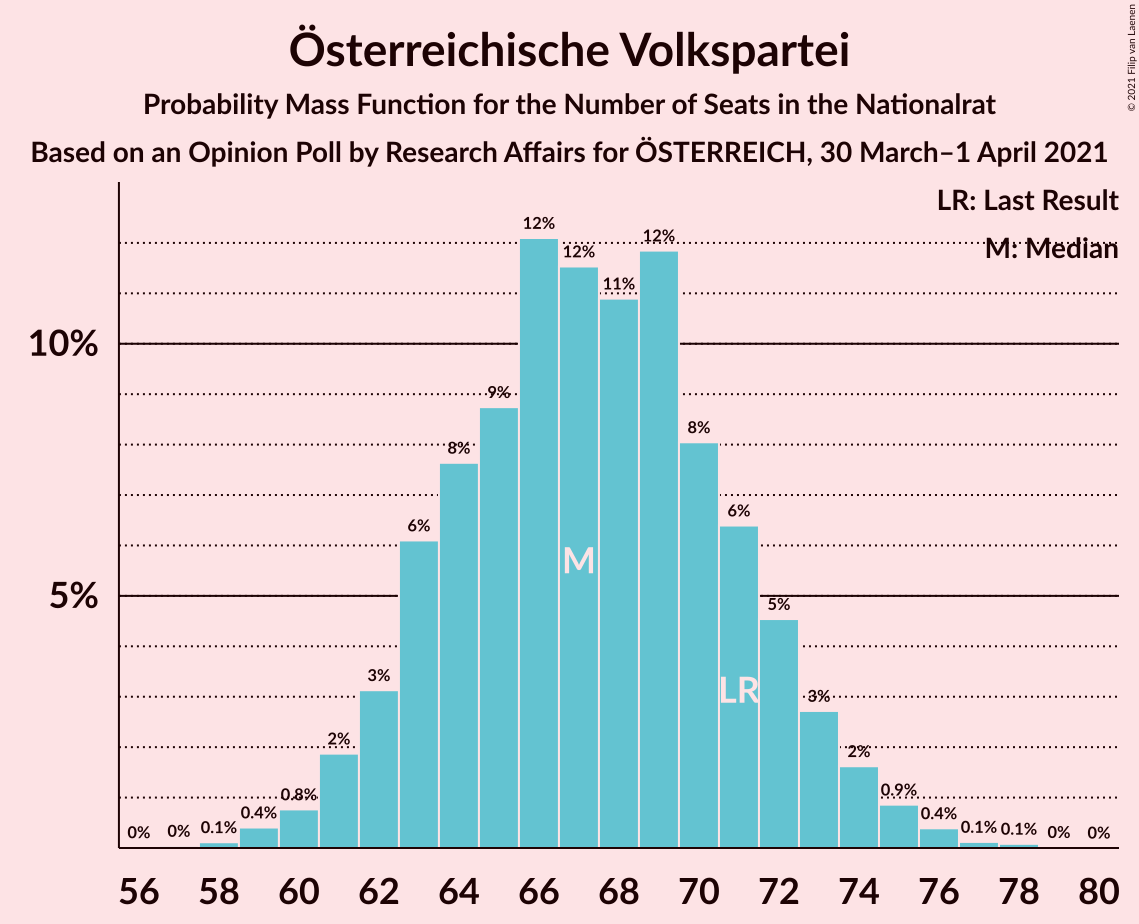 Österreichische Volkspartei
Probability Mass Function for the Number of Seats in the Nationalrat
Based on an Opinion Poll by Research Affairs for ÖSTERREICH, 30 March–1 April 2021
© 2021 Filip van Laenen
LR: Last Result
M: Median
10%
5%
0% 0% 0.1% 0.4% 0.8% 2% 3% 6% 8% 9% 12% 12% 11% 12% 8% 6% 5% 3% 2% 0.9% 0.4% 0.1% 0.1% 0% 0%
M
LR
56 58 60 62 64 66 68 70 72 74 76 78 80